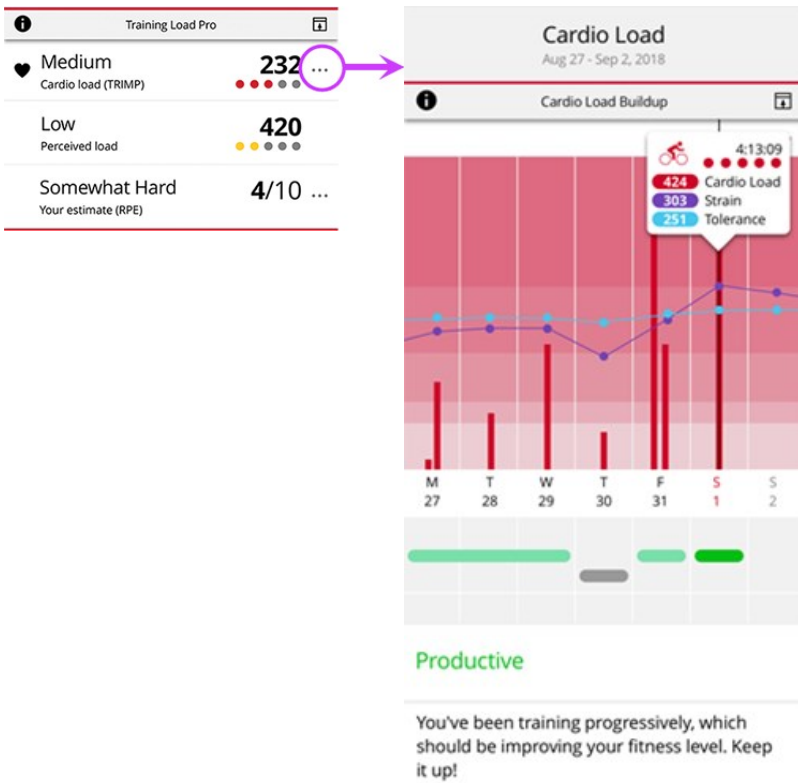 Training Load Pro
Medium
232 ...
Cardio load (TRIMP)
Low
420
Perceived load
Somewhat Hard
4/10 ...
Your estimate (RPE)
Cardio Load
Aug 27 - Sep 2, 2018
Cardio Load Buildup
4:13:09
424 Cardio Load
303 Strain
251 Tolerance
M T W T F S S
27 28 29 30 31 1 2
Productive
You've been training progressively, which
should be improving your fitness level. Keep
it up!